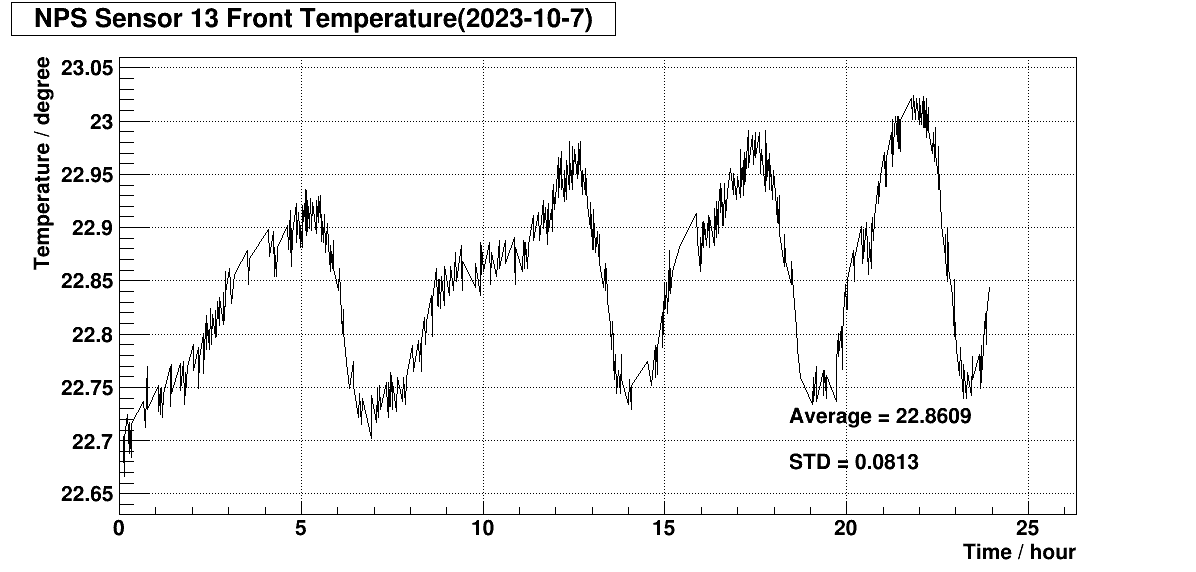 NPS Sensor 13 Front Temperature(2023-10-7)
Temperature / degree
23.05
23
22.95
22.9
22.85
22.8
22.75
22.7
22.65
Average = 22.8609
STD = 0.0813
0 5 10 15 20 25
Time / hour